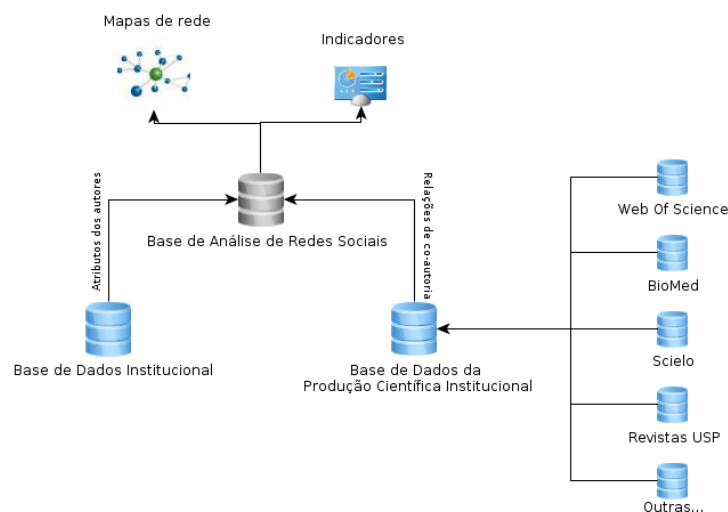 Mapas de rede
Indicadores
Atributos dos autores
Relações de co-autoria
Base de Análise de Redes Sociais
Web Of Science
BioMed
Base de Dados Institucional
Base de Dados da
Produção Científica Institucional
Scielo
Revistas USP
Outras...